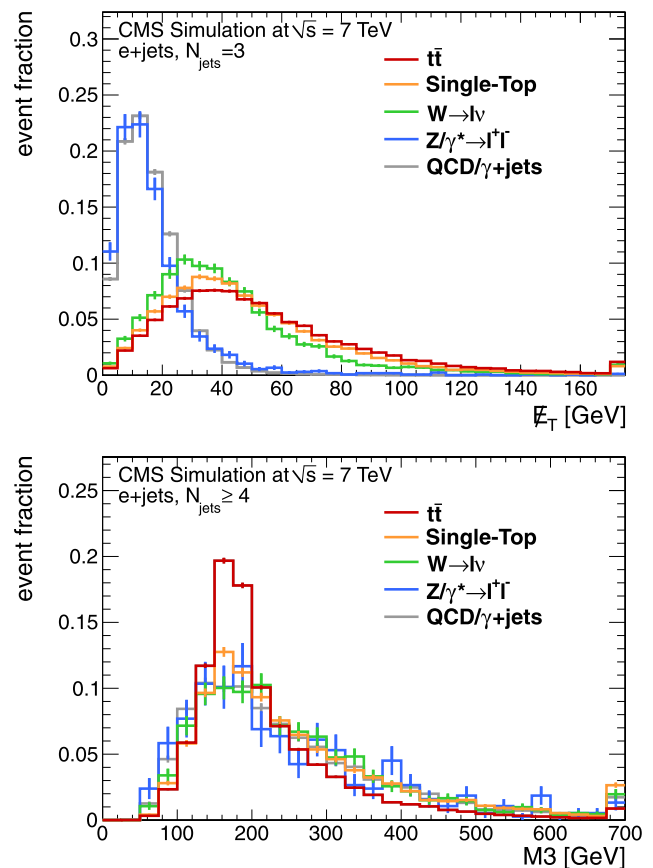 CMS Simulation at √s = 7 TeV
e+jets, N_jets=3
event fraction
0.3
0.25
0.2
0.15
0.1
0.05
0
tt̄
Single-Top
W→lν
Z/γ*→l⁺l⁻
QCD/γ+jets
0 20 40 60 80 100 120 140 160
E̸_T [GeV]
CMS Simulation at √s = 7 TeV
e+jets, N_jets ≥ 4
event fraction
0.25
0.2
0.15
0.1
0.05
0
tt̄
Single-Top
W→lν
Z/γ*→l⁺l⁻
QCD/γ+jets
0 100 200 300 400 500 600 700
M3 [GeV]